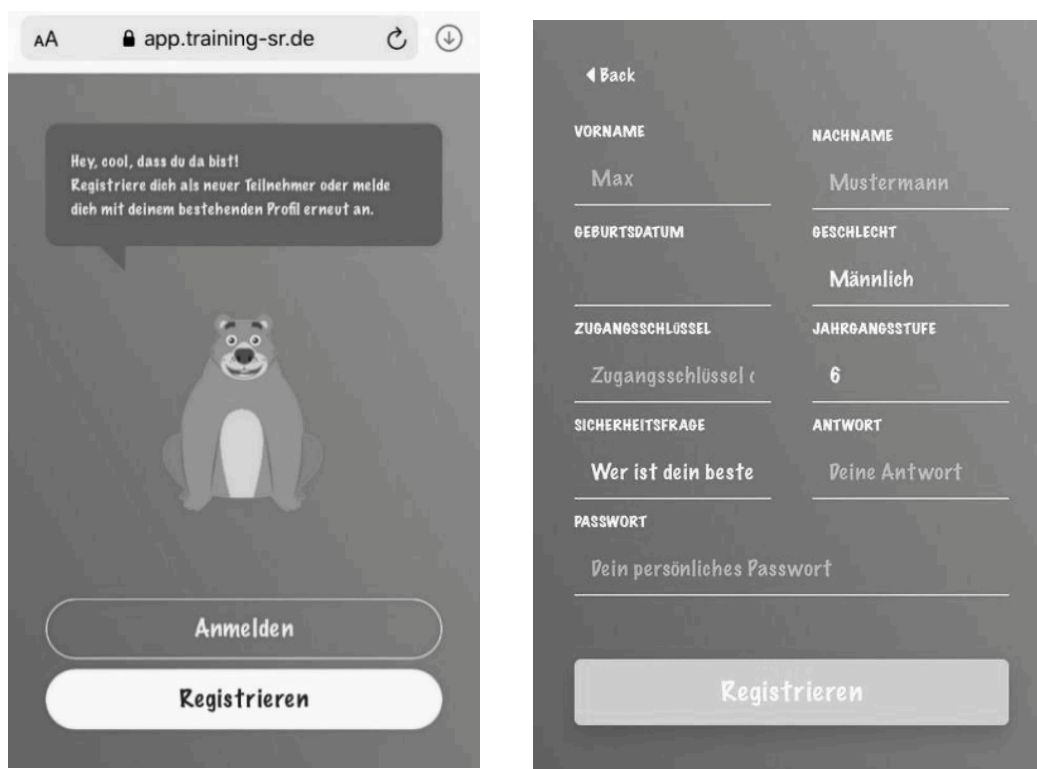 AA app.training-sr.de
Hey, cool, dass du da bist!
Registriere dich als neuer Teilnehmer oder melde
dich mit deinem bestehenden Profil erneut an.
Anmelden
Registrieren
Back
VORNAME NACHNAME
Max Mustermann
GEBURTSDATUM GESCHLECHT
Männlich
ZUGANGSSCHLÜSSEL JAHRGANGSSTUFE
Zugangsschlüssel 6
SICHERHEITSFRAGE ANTWORT
Wer ist dein beste Deine Antwort
PASSWORT
Dein persönliches Passwort
Registrieren